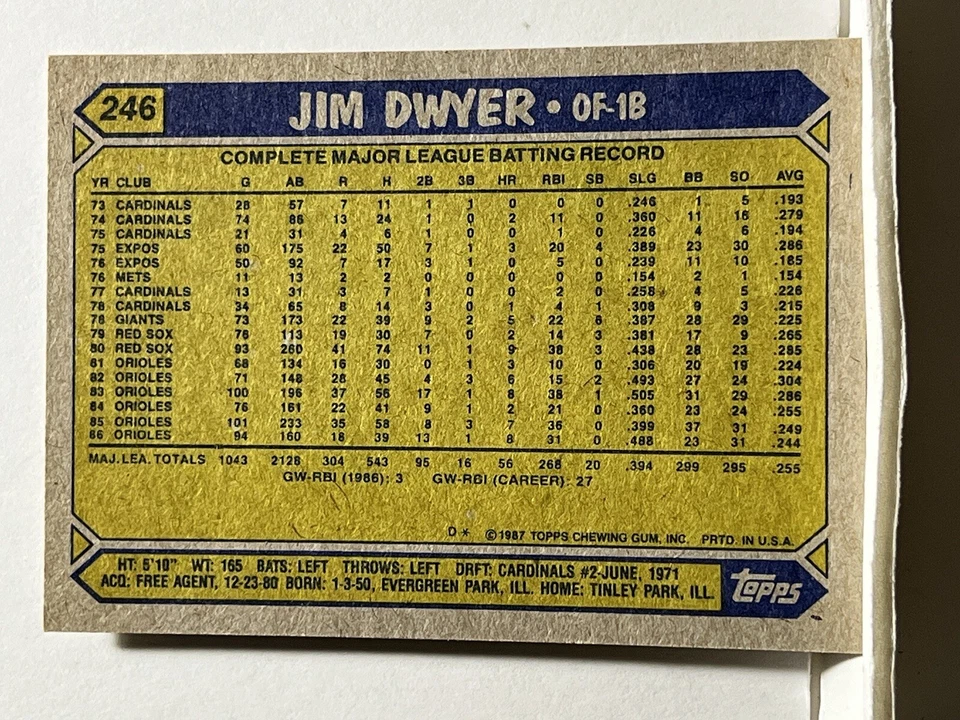 246 JIM DWYER • OF-1B
COMPLETE MAJOR LEAGUE BATTING RECORD
YR CLUB G AB R H 2B 3B HR RBI SB SLG BB SO AVG
73 CARDINALS 28 57 7 11 1 1 0 0 0 .246 1 5 .193
74 CARDINALS 74 86 13 24 1 0 2 11 0 .360 11 16 .279
75 CARDINALS 21 31 4 6 1 0 0 1 0 .226 4 6 .194
75 EXPOS 60 175 22 50 7 1 3 20 4 .389 23 30 .286
76 EXPOS 50 92 7 17 3 1 0 5 0 .239 11 10 .185
76 METS 11 13 2 2 0 0 0 0 0 .154 2 1 .154
77 CARDINALS 13 31 3 7 1 0 0 2 0 .258 4 5 .226
78 CARDINALS 34 65 8 14 3 0 1 4 1 .308 9 3 .215
78 GIANTS 73 173 22 39 9 2 5 22 6 .387 28 29 .225
79 RED SOX 76 113 19 30 7 0 2 14 3 .381 17 9 .265
80 RED SOX 93 260 41 74 11 1 9 38 3 .438 28 23 .285
81 ORIOLES 68 134 16 30 0 1 3 10 0 .306 20 19 .224
82 ORIOLES 71 148 28 45 4 3 6 15 2 .493 27 24 .304
83 ORIOLES 100 196 37 56 17 1 8 38 1 .505 31 29 .286
84 ORIOLES 76 161 22 41 9 1 2 21 0 .360 23 24 .255
85 ORIOLES 101 233 35 58 8 3 7 36 0 .399 37 31 .249
86 ORIOLES 94 160 18 39 13 1 8 31 0 .488 23 31 .244
MAJ. LEA. TOTALS 1043 2128 304 543 95 16 56 268 20 .394 299 295 .255
GW-RBI (1986): 3 GW-RBI (CAREER): 27
D* ©1987 TOPPS CHEWING GUM, INC. PRTD. IN U.S.A.
HT: 5'10" WT: 165 BATS: LEFT THROWS: LEFT DRFT: CARDINALS #2-JUNE, 1971
ACQ: FREE AGENT, 12-23-80 BORN: 1-3-50, EVERGREEN PARK, ILL. HOME: TINLEY PARK, ILL.
topps